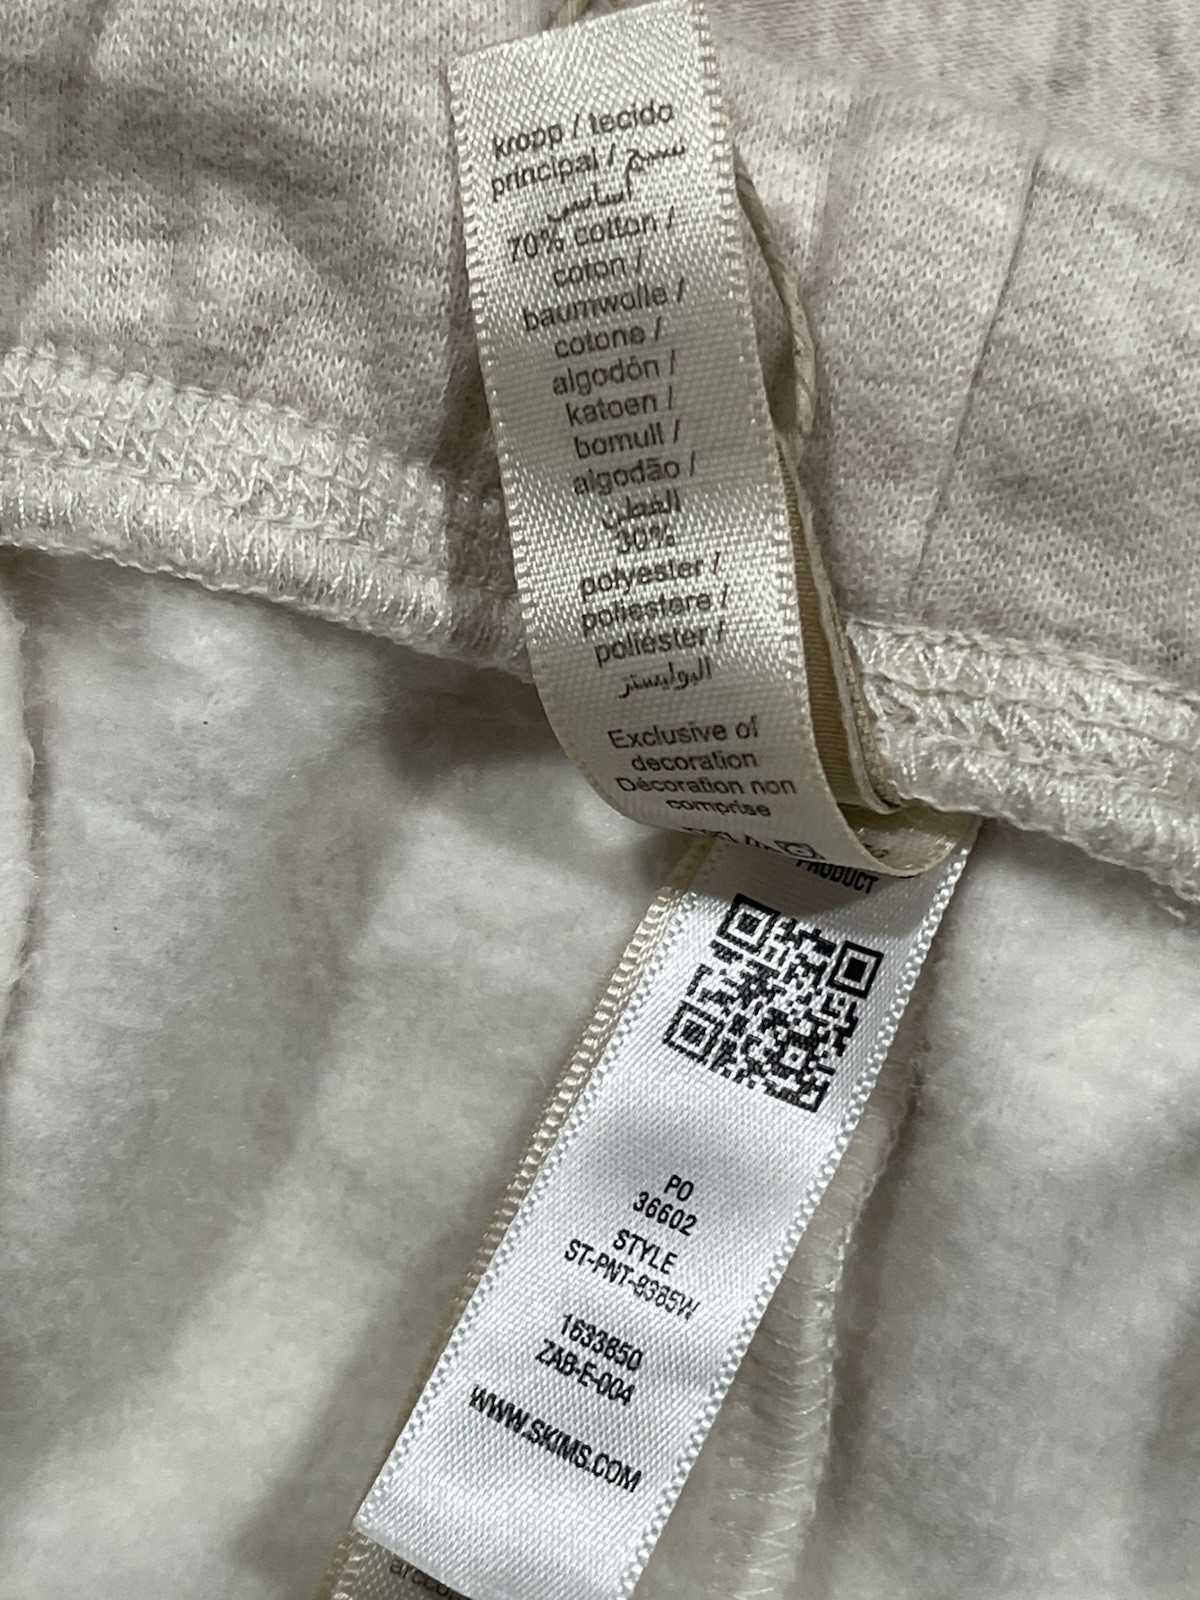 kropp / tecido
principal / نسيج
أساسي
70% cotton /
coton /
baumwolle /
cotone /
algodón /
katoen /
bomull /
algodão /
القطن
30%
polyester /
poliestere /
poliéster /
البوليستر
Exclusive of
decoration
Décoration non
comprise
PRODUCT
PO
36602
STYLE
ST-PNT-8385W
1633850
ZAB-E-004
WWW.SKIMS.COM